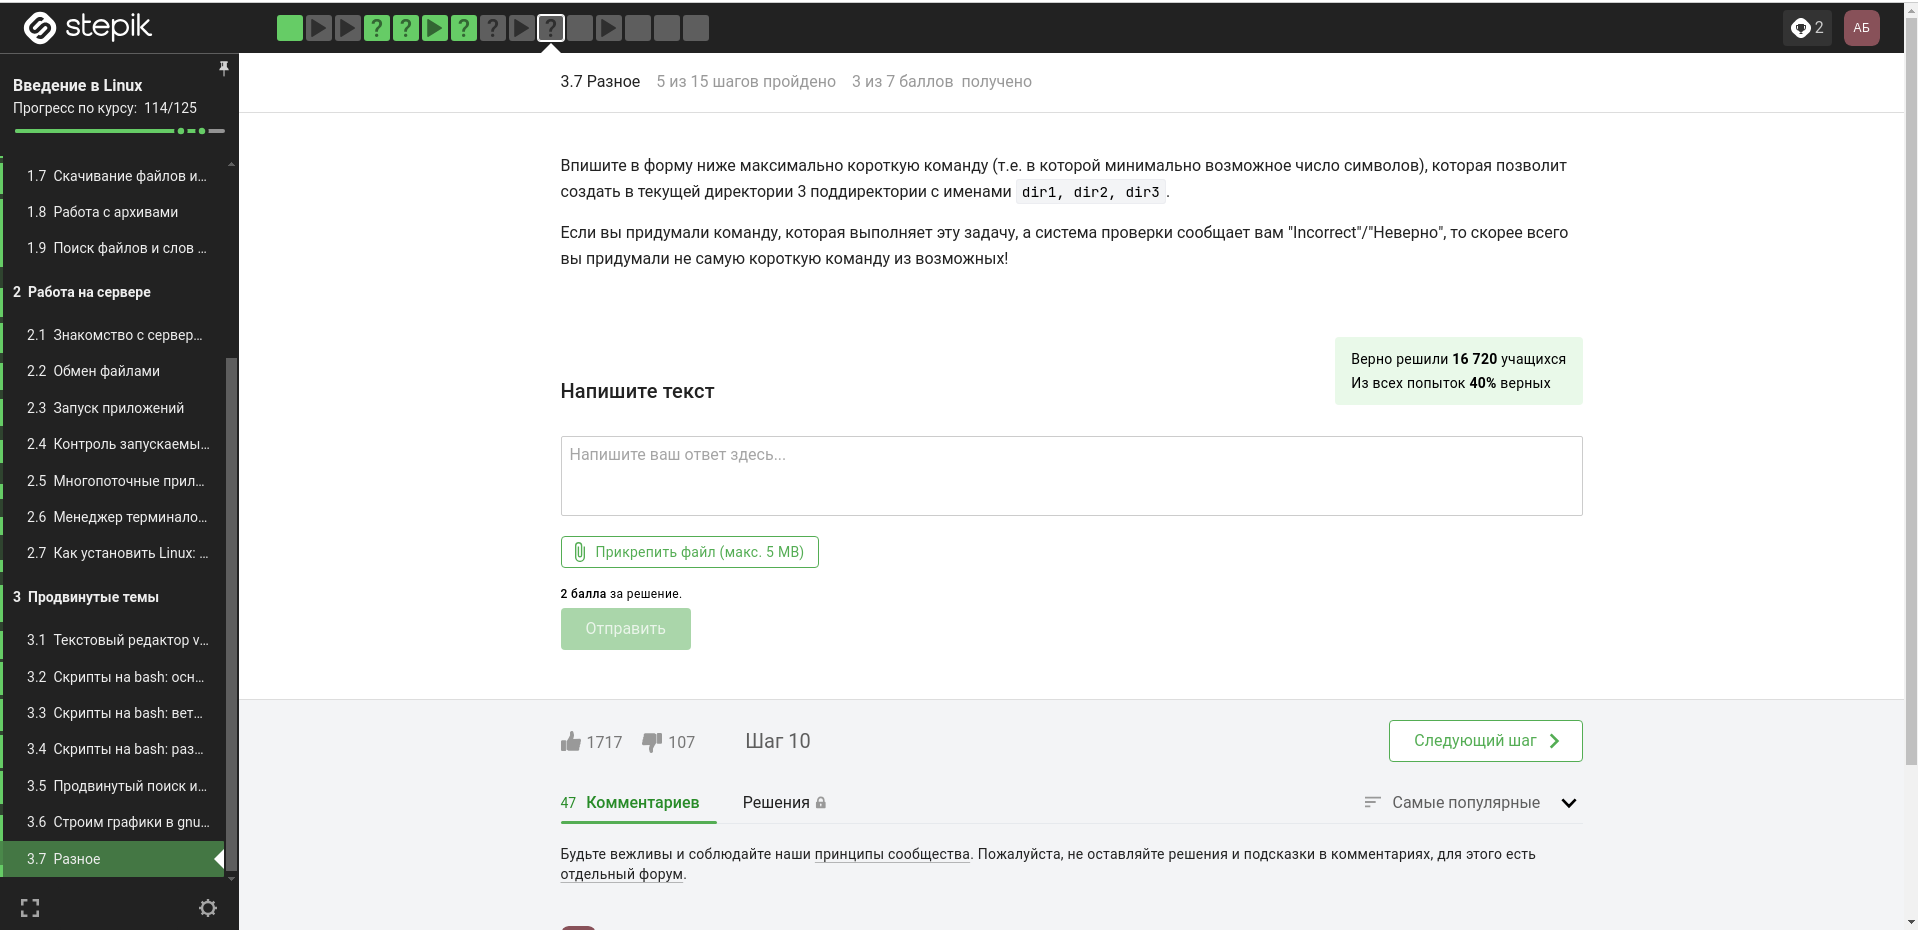 stepik
? ? ? ? ?
2
АБ
Введение в Linux
Прогресс по курсу: 114/125
1.7 Скачивание файлов и...
1.8 Работа с архивами
1.9 Поиск файлов и слов ...
2 Работа на сервере
2.1 Знакомство с сервер...
2.2 Обмен файлами
2.3 Запуск приложений
2.4 Контроль запускаемы...
2.5 Многопоточные прил...
2.6 Менеджер терминало...
2.7 Как установить Linux: ...
3 Продвинутые темы
3.1 Текстовый редактор v...
3.2 Скрипты на bash: осн...
3.3 Скрипты на bash: вет...
3.4 Скрипты на bash: раз...
3.5 Продвинутый поиск и...
3.6 Строим графики в gnu...
3.7 Разное
3.7 Разное 5 из 15 шагов пройдено 3 из 7 баллов получено
Впишите в форму ниже максимально короткую команду (т.е. в которой минимально возможное число символов), которая позволит
создать в текущей директории 3 поддиректории с именами dir1, dir2, dir3.
Если вы придумали команду, которая выполняет эту задачу, а система проверки сообщает вам "Incorrect"/"Неверно", то скорее всего
вы придумали не самую короткую команду из возможных!
Верно решили 16 720 учащихся
Из всех попыток 40% верных
Напишите текст
Напишите ваш ответ здесь...
Прикрепить файл (макс. 5 MB)
2 балла за решение.
Отправить
1717 107 Шаг 10
Следующий шаг
47 Комментариев Решения Самые популярные
Будьте вежливы и соблюдайте наши принципы сообщества. Пожалуйста, не оставляйте решения и подсказки в комментариях, для этого есть
отдельный форум.